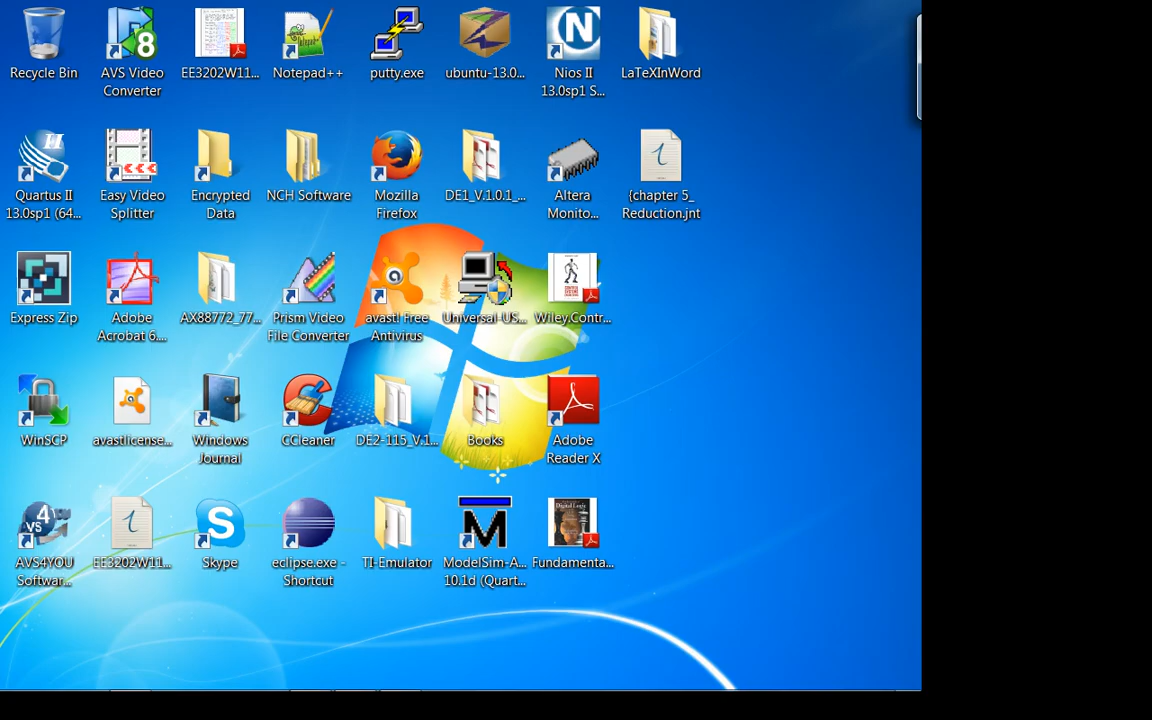 Recycle Bin
AVS Video
Converter
EE3202W11...
Notepad++
putty.exe
ubuntu-13.0...
Nios II
13.0sp1 S...
LaTeXInWord
Quartus II
13.0sp1 (64...
Easy Video
Splitter
Encrypted
Data
NCH Software
Mozilla
Firefox
DE1_V.1.0.1_...
Altera
Monito...
{chapter 5_
Reduction.jnt
Express Zip
Adobe
Acrobat 6....
AX88772_77...
Prism Video
File Converter
avast! Free
Antivirus
Universal-US...
Wiley.Contr...
WinSCP
avastlicense...
Windows
Journal
CCleaner
DE2-115_V.1...
Books
Adobe
Reader X
AVS4YOU
Softwar...
EE3202W11...
Skype
eclipse.exe -
Shortcut
TI-Emulator
ModelSim-A...
10.1d (Quart...
Fundamenta...